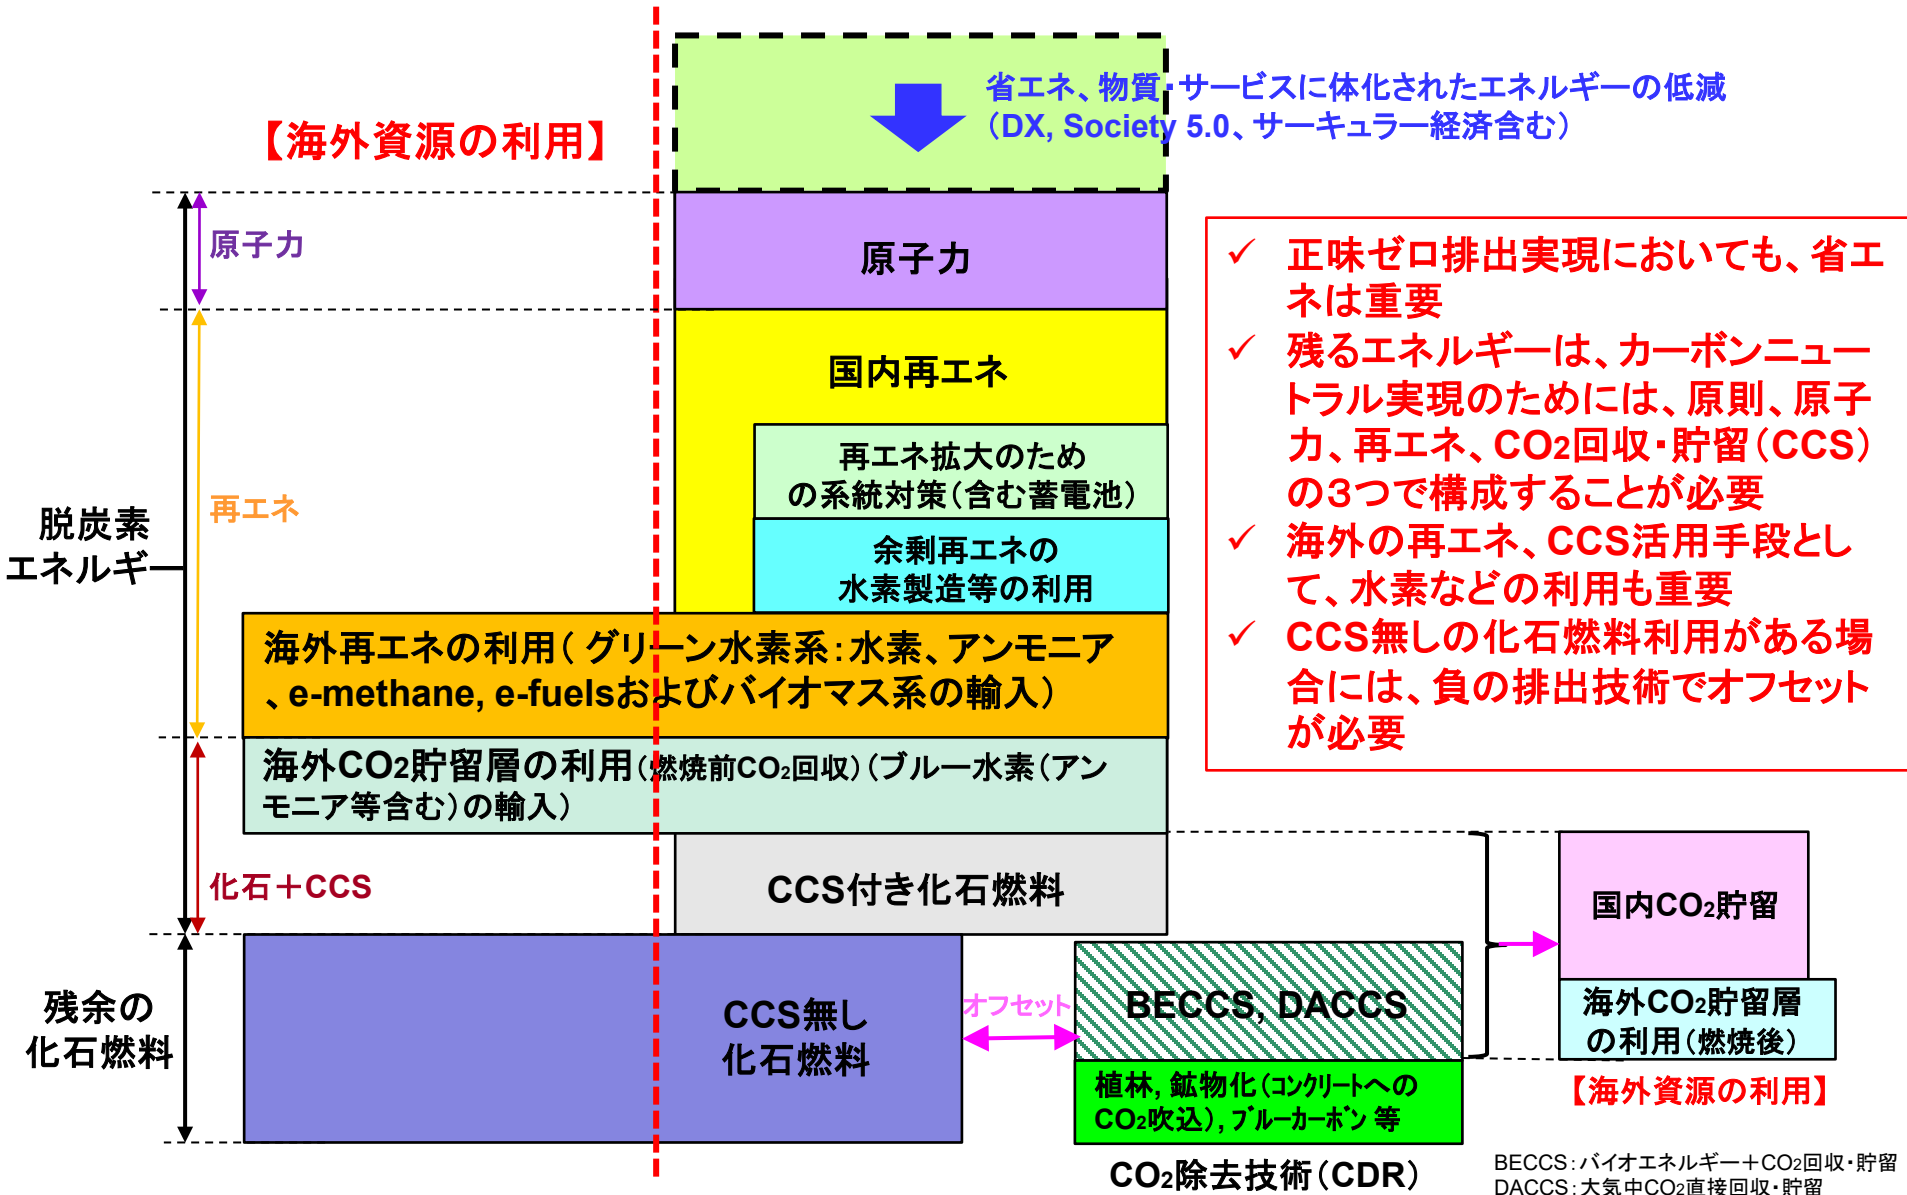 省エネ、物質・サービスに体化されたエネルギーの低減
（DX, Society 5.0、サーキュラー経済含む）
【海外資源の利用】
原子力
原子力
国内再エネ
再エネ拡大のため
の系統対策（含む蓄電池）
余剰再エネの
水素製造等の利用
再エネ
脱炭素
エネルギー
海外再エネの利用（ グリーン水素系：水素、アンモニア
、e-methane, e-fuelsおよびバイオマス系の輸入）
海外CO2貯留層の利用（燃焼前CO2回収）（ブルー水素（アン
モニア等含む）の輸入）
化石＋CCS
CCS付き化石燃料
残余の
化石燃料
CCS無し
化石燃料
オフセット
BECCS, DACCS
植林, 鉱物化（コンクリートへの
CO2吹込）, ブルーカーボン 等
CO2除去技術（CDR）
✓ 正味ゼロ排出実現においても、省エ
ネは重要
✓ 残るエネルギーは、カーボンニュー
トラル実現のためには、原則、原子
力、再エネ、CO2回収・貯留（CCS）
の３つで構成することが必要
✓ 海外の再エネ、CCS活用手段とし
て、水素などの利用も重要
✓ CCS無しの化石燃料利用がある場
合には、負の排出技術でオフセット
が必要
国内CO2貯留
海外CO2貯留層
の利用（燃焼後）
【海外資源の利用】
BECCS：バイオエネルギー＋CO2回収・貯留
DACCS：大気中CO2直接回収・貯留